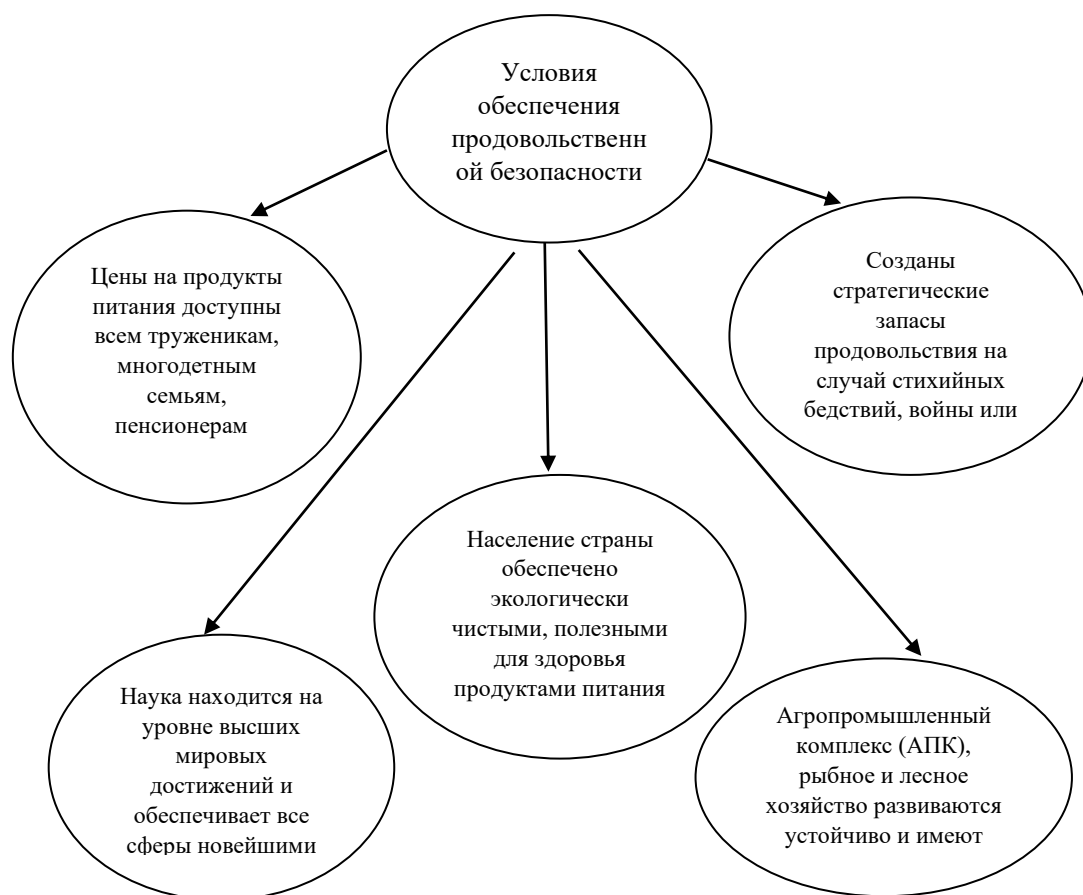 Условия
обеспечения
продовольственн
ой безопасности
Цены на продукты
питания доступны
всем труженикам,
многодетным
семьям,
пенсионерам
Созданы
стратегические
запасы
продовольствия на
случай стихийных
бедствий, войны или
Население страны
обеспечено
экологически
чистыми, полезными
для здоровья
продуктами питания
Наука находится на
уровне высших
мировых
достижений и
обеспечивает все
сферы новейшими
Агропромышленный
комплекс (АПК),
рыбное и лесное
хозяйство развиваются
устойчиво и имеют